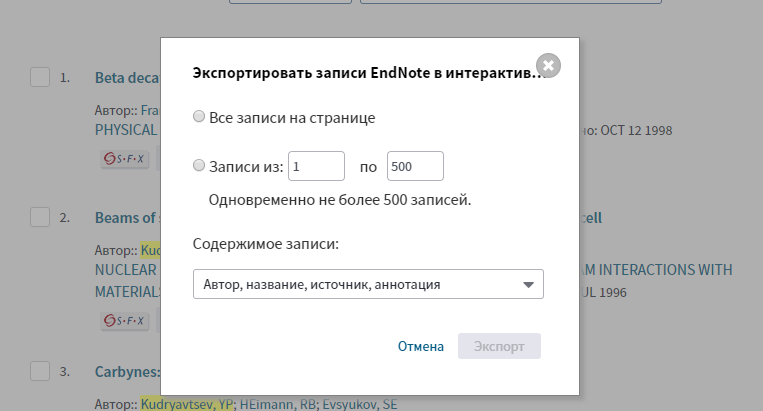 Экспортировать записи EndNote в интерактив...
1. Beta deca
Автор:: Fra
PHYSICAL
но: OCT 12 1998
S·F·X
Все записи на странице
Записи из: 1 по 500
Одновременно не более 500 записей.
2. Beams of
cell
Автор:: Kud
NUCLEAR
M INTERACTIONS WITH
MATERIALS
UL 1996
S·F·X
Содержимое записи:
Автор, название, источник, аннотация
Отмена Экспорт
3. Carbynes:
Автор:: Kudryavtsev, YP; HEimann, RB; Evsyukov, SE